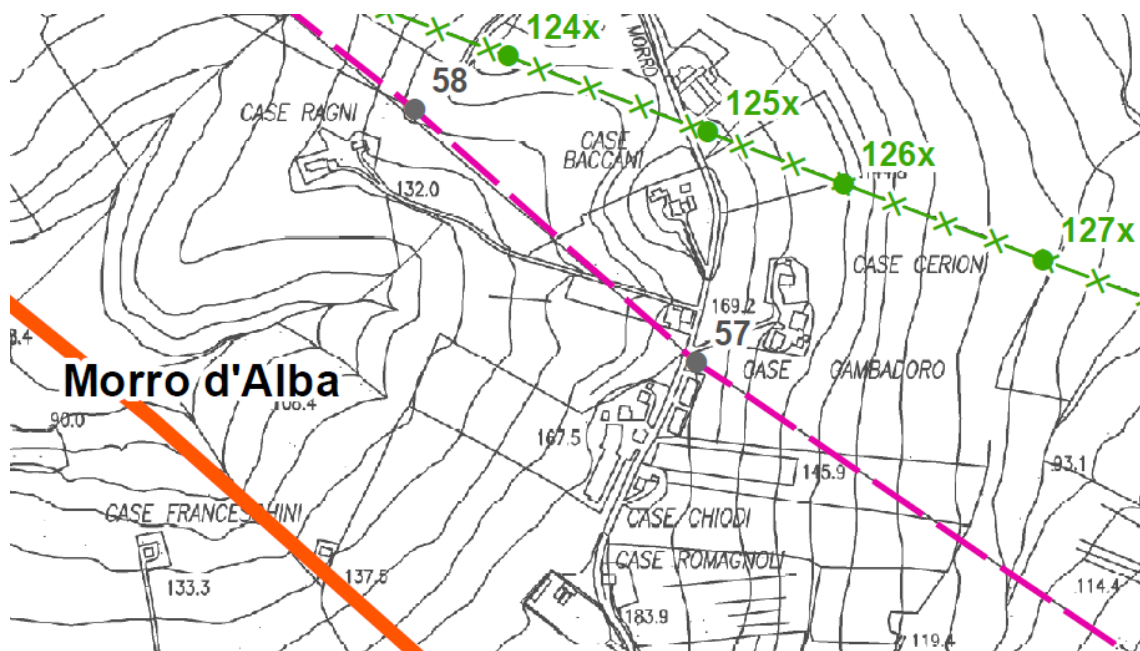 124x
MORRO
58
125x
CASE RAGNI
CASE
BACCANI
126x
132.0
127x
CASE CERIONI
169.2
57
8.4
Morro d'Alba
CASE GAMBADORO
108.4
90.0
167.5
145.9
93.1
CASE FRANCESCHINI
CASE CHIODI
CASE ROMAGNOLI
133.3
137.5
114.4
183.9
119.4